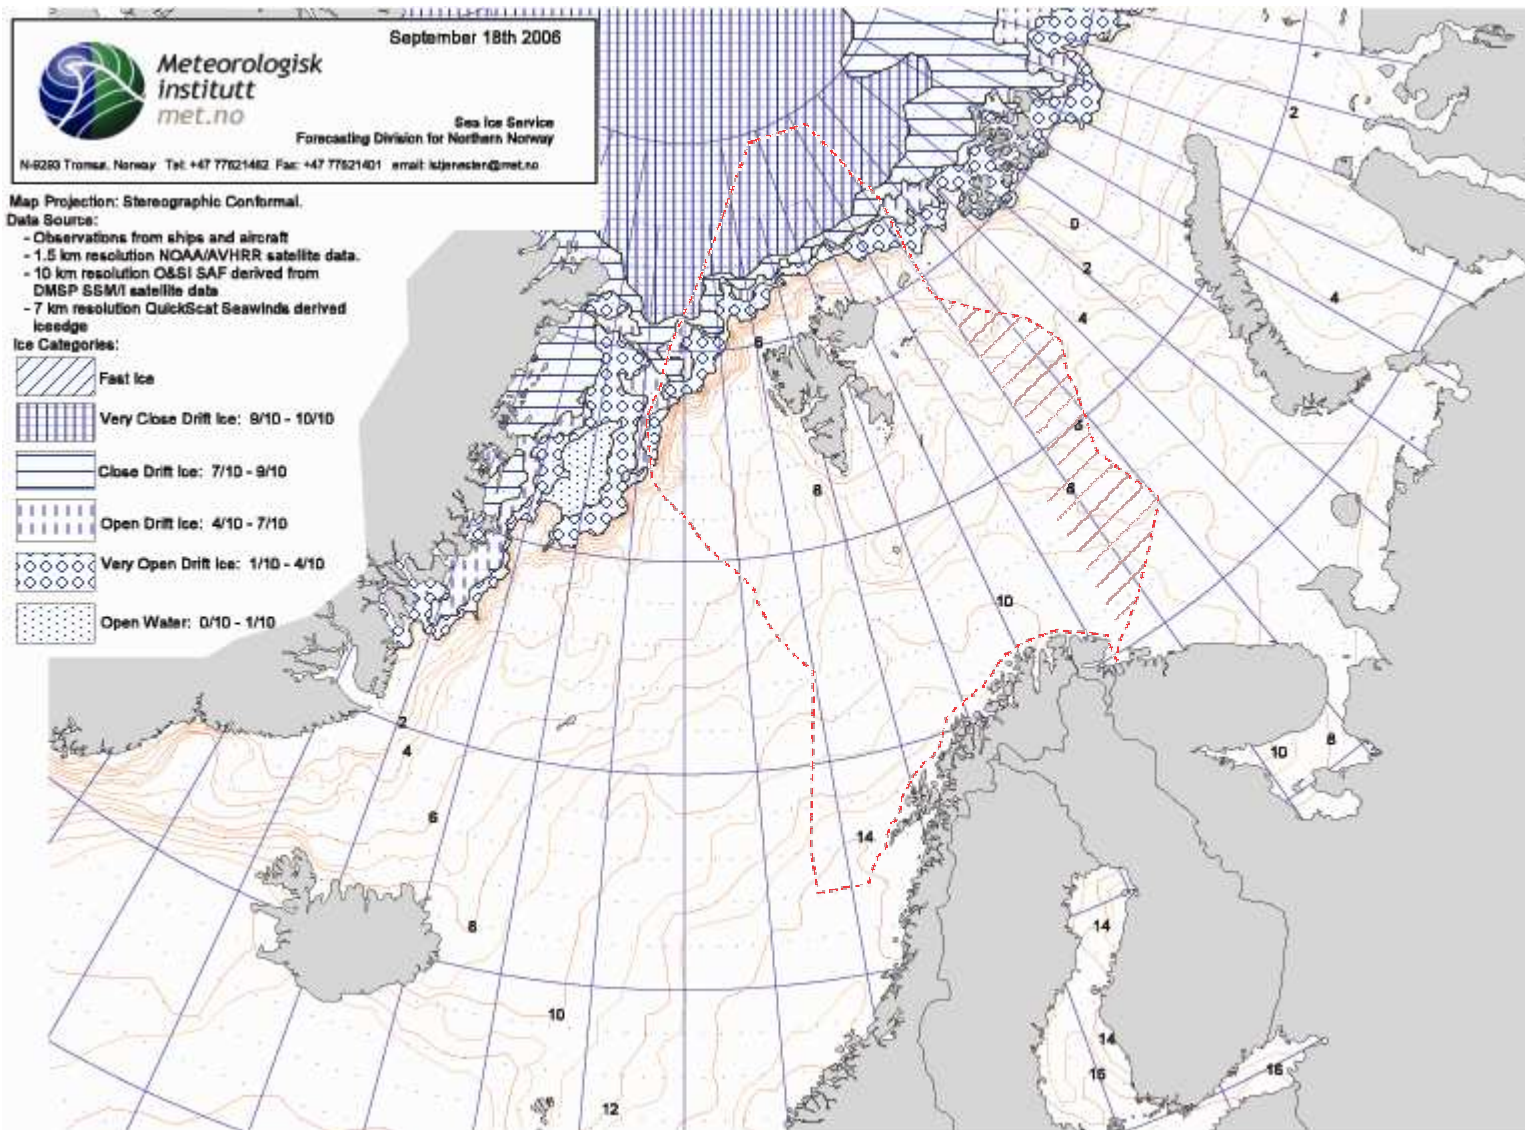 September 18th 2006
Meteorologisk
institutt
met.no
Sea Ice Service
Forecasting Division for Northern Norway
N-9293 Tromsø, Norway Tel: +47 77621462 Fax: +47 77621401 email: istjenesten@met.no
Map Projection: Stereographic Conformal.
Data Source:
- Observations from ships and aircraft
- 1.5 km resolution NOAA/AVHRR satellite data.
- 10 km resolution O&SI SAF derived from
DMSP SSM/I satellite data
- 7 km resolution QuickScat Seawinds derived
iceedge
Ice Categories:
Fast Ice
Very Close Drift Ice: 9/10 - 10/10
Close Drift Ice: 7/10 - 9/10
Open Drift Ice: 4/10 - 7/10
Very Open Drift Ice: 1/10 - 4/10
Open Water: 0/10 - 1/10
2
0
2
4
4
6
8
8
10
2
4
10
8
6
14
8
14
10
14
16
16
12